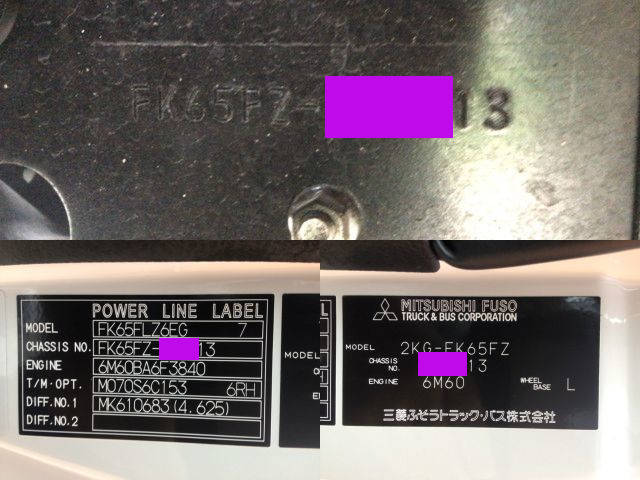 FK65FZ-
13
POWER LINE LABEL
MODEL FK65FLZ6EG 7
CHASSIS NO. FK65FZ- 13
ENGINE 6M60BA6F3840
T/M·OPT. M070S6C153 6RH
DIFF.NO.1 MK610683(4.625)
DIFF.NO.2
MODEL
MITSUBISHI FUSO
TRUCK & BUS CORPORATION
MODEL 2KG-FK65FZ
CHASSIS NO. 13
ENGINE 6M60 WHEEL BASE L
三菱ふそうトラック・バス株式会社